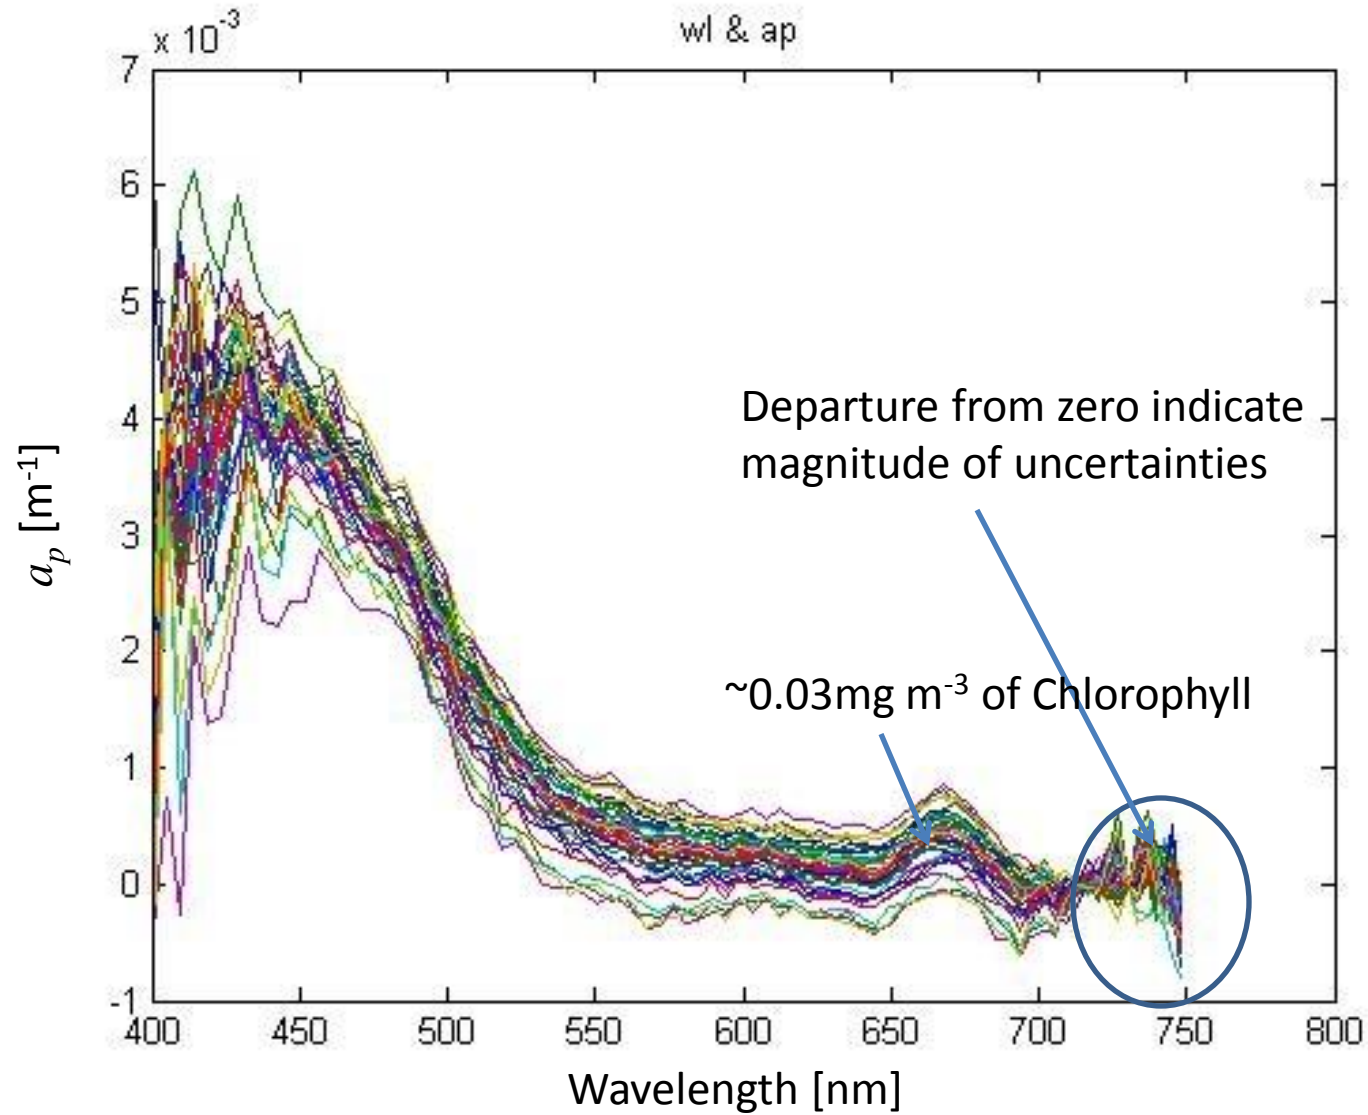 x 10-3
wl & ap
7
6
5
4
3
2
1
0
-1
400 450 500 550 600 650 700 750 800
ap [m-1]
Wavelength [nm]
Departure from zero indicate
magnitude of uncertainties
~0.03mg m-3 of Chlorophyll